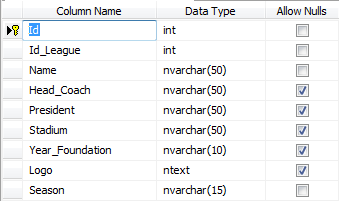 Column Name Data Type Allow Nulls
Id int
Id_League int
Name nvarchar(50)
Head_Coach nvarchar(50)
President nvarchar(50)
Stadium nvarchar(50)
Year_Foundation nvarchar(10)
Logo ntext
Season nvarchar(15)